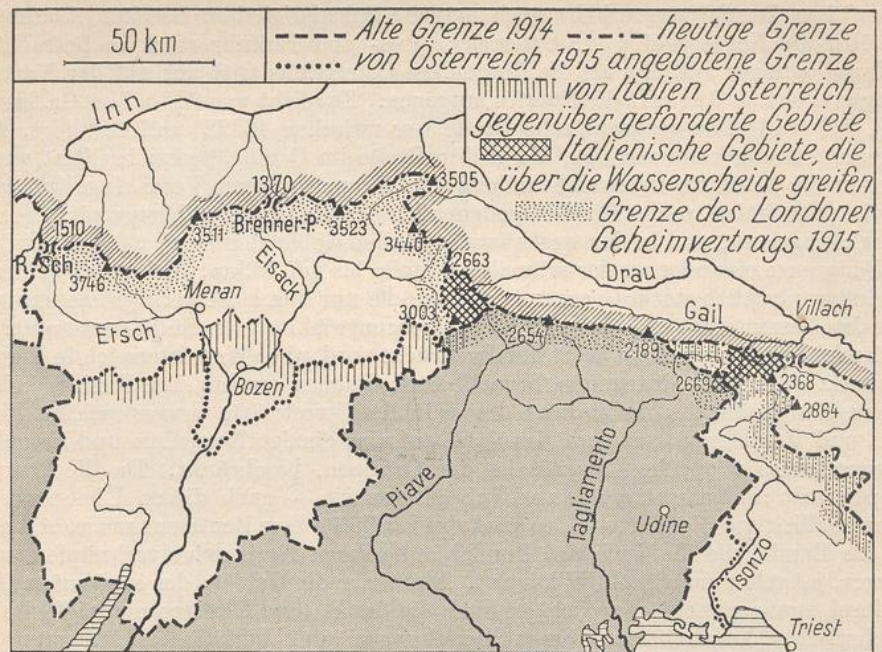 50 km
Alte Grenze 1914
heutige Grenze
von Österreich 1915 angebotene Grenze
von Italien Österreich
gegenüber geforderte Gebiete
Italienische Gebiete, die
über die Wasserscheide greifen
Grenze des Londoner
Geheimvertrags 1915
Inn
1370
3505
1510
3511
Brenner-P.
3523
3440
R.Sch
Eisack
2663
Drau
3746
Meran
Gail
Villach
Etsch
3003
2654
2189
Bozen
2669
2368
2864
Piave
Tagliamento
Udine
Isonzo
Triest